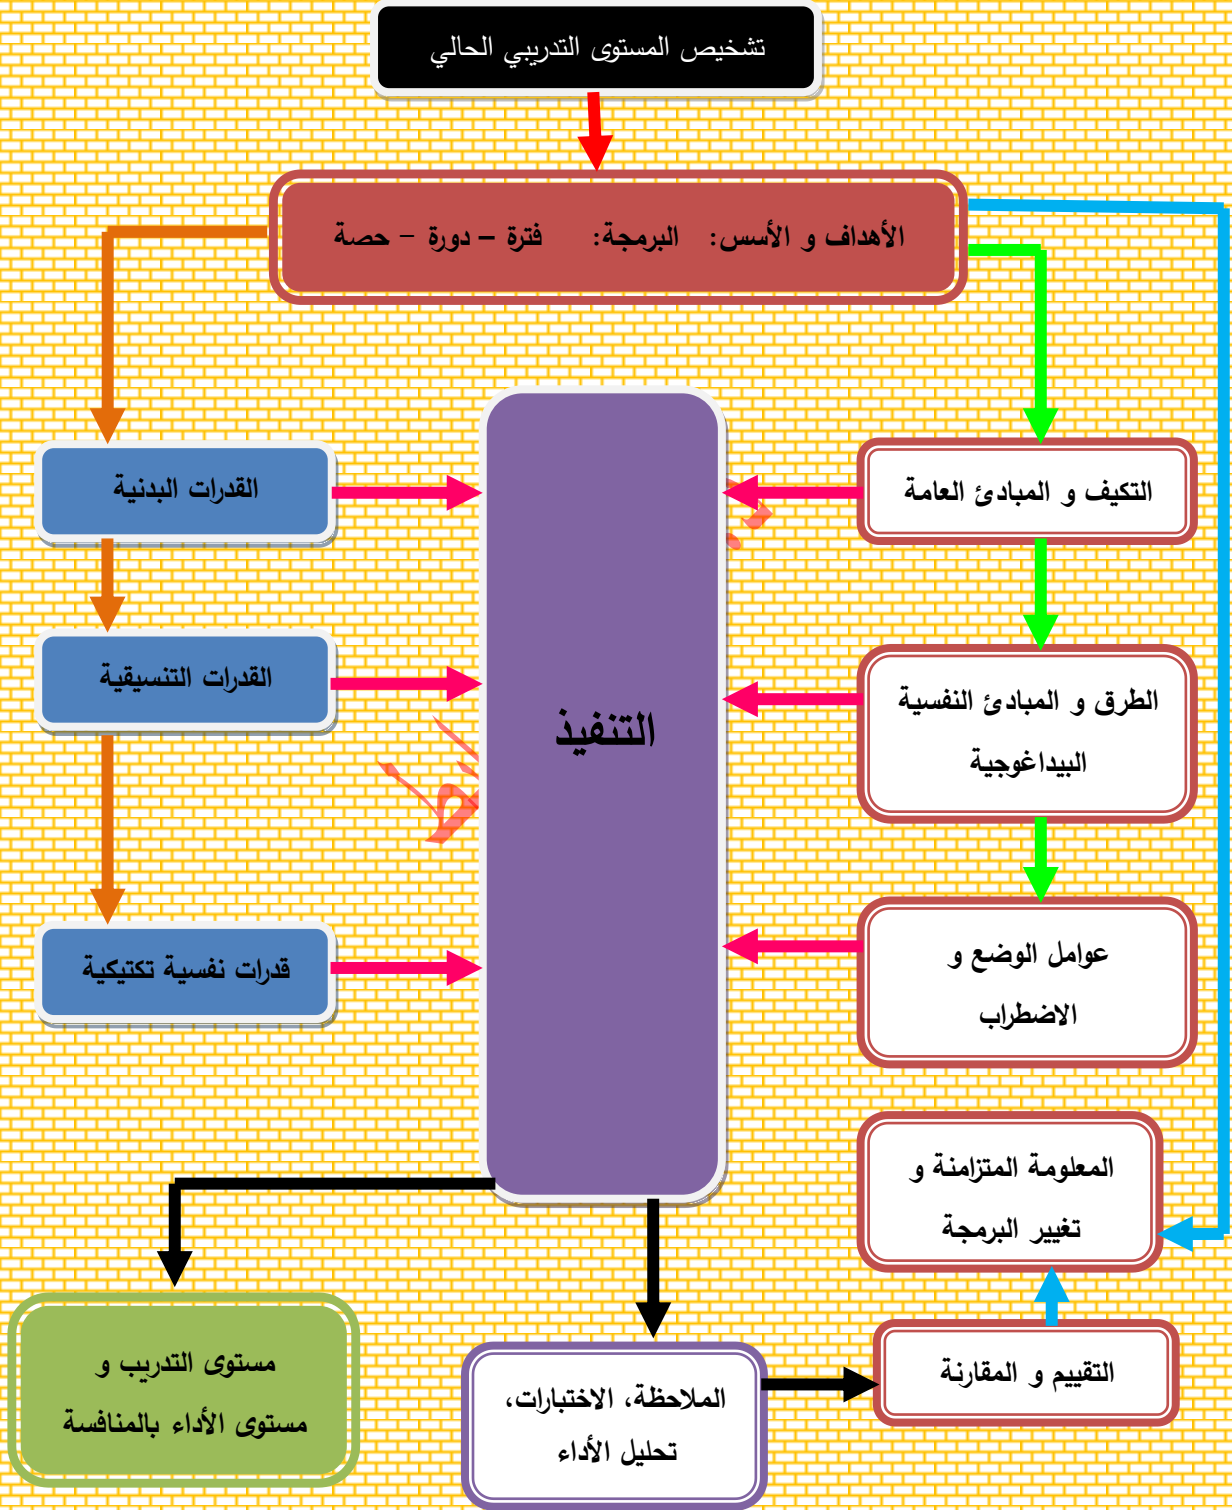 تشخيص المستوى التدريبي الحالي
الأهداف و الأسس: البرمجة: فترة – دورة – حصة
التكيف و المبادئ العامة
القدرات البدنية
الطرق و المبادئ النفسية
البيداغوجية
القدرات التنسيقية
التنفيذ
عوامل الوضع و
الاضطراب
قدرات نفسية تكتيكية
المعلومة المتزامنة و
تغيير البرمجة
التقييم و المقارنة
الملاحظة، الاختبارات،
تحليل الأداء
مستوى التدريب و
مستوى الأداء بالمنافسة